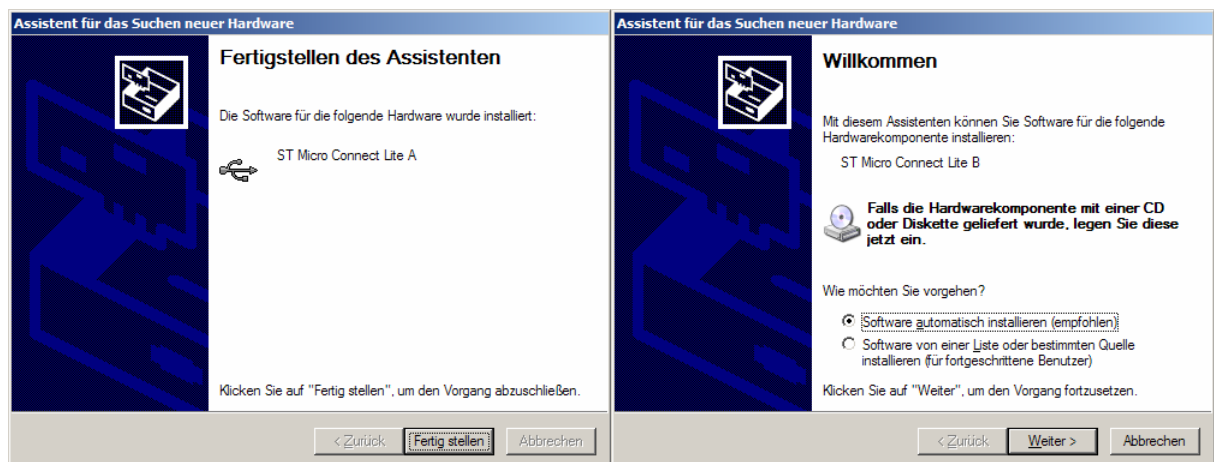 Assistent für das Suchen neuer Hardware
Fertigstellen des Assistenten
Die Software für die folgende Hardware wurde installiert:
ST Micro Connect Lite A
Klicken Sie auf "Fertig stellen", um den Vorgang abzuschließen.
< Zurück
Fertig stellen
Abbrechen
Assistent für das Suchen neuer Hardware
Willkommen
Mit diesem Assistenten können Sie Software für die folgende
Hardwarekomponente installieren:
ST Micro Connect Lite B
Falls die Hardwarekomponente mit einer CD
oder Diskette geliefert wurde, legen Sie diese
jetzt ein.
Wie möchten Sie vorgehen?
Software automatisch installieren (empfohlen)
Software von einer Liste oder bestimmten Quelle
installieren (für fortgeschrittene Benutzer)
Klicken Sie auf "Weiter", um den Vorgang fortzusetzen.
< Zurück
Weiter >
Abbrechen